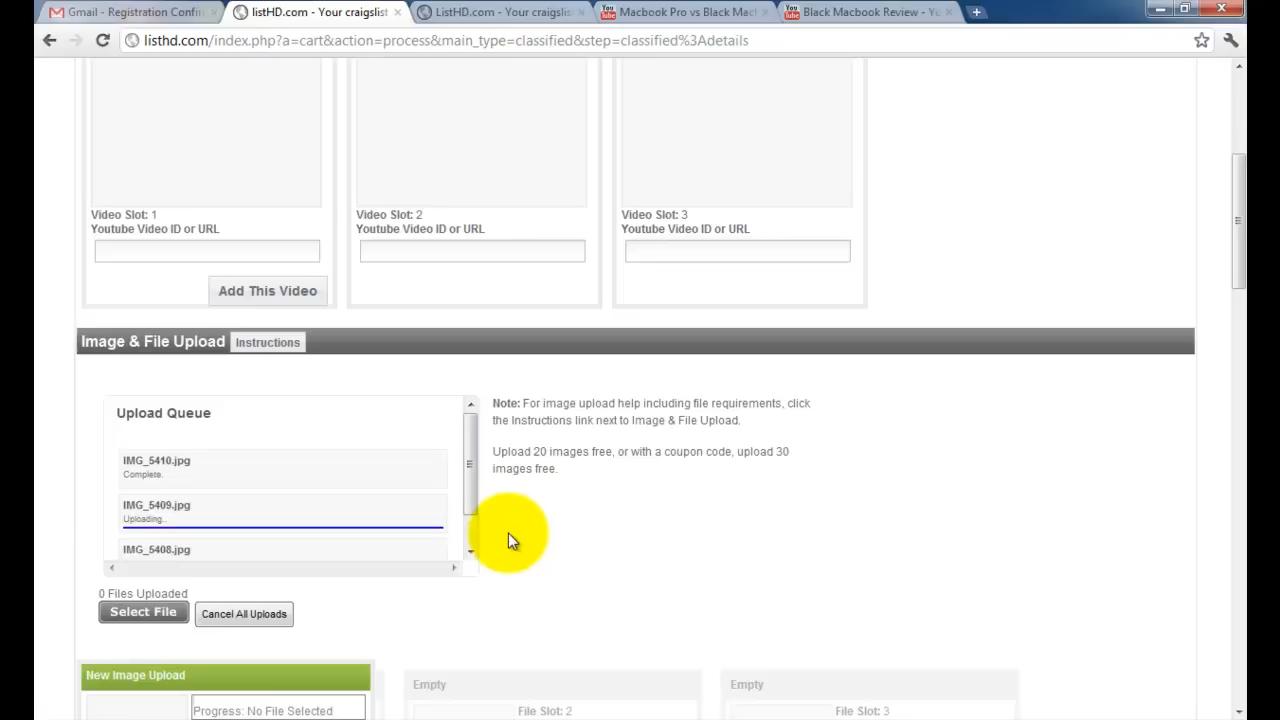 Gmail - Registration Confir
listHD.com - Your craigslist
ListHD.com - Your craigslis
Macbook Pro vs Black Mac
Black Macbook Review - Yo
listhd.com/index.php?a=cart&action=process&main_type=classified&step=classified%3Adetails
Video Slot: 1
Video Slot: 2
Video Slot: 3
Youtube Video ID or URL
Youtube Video ID or URL
Youtube Video ID or URL
Add This Video
Image & File Upload
Instructions
Upload Queue
IMG_5410.jpg
Complete.
IMG_5409.jpg
Uploading..
IMG_5408.jpg
Note: For image upload help including file requirements, click
the Instructions link next to Image & File Upload.
Upload 20 images free, or with a coupon code, upload 30
images free.
0 Files Uploaded
Select File
Cancel All Uploads
New Image Upload
Empty
Empty
Progress: No File Selected
File Slot: 2
File Slot: 3